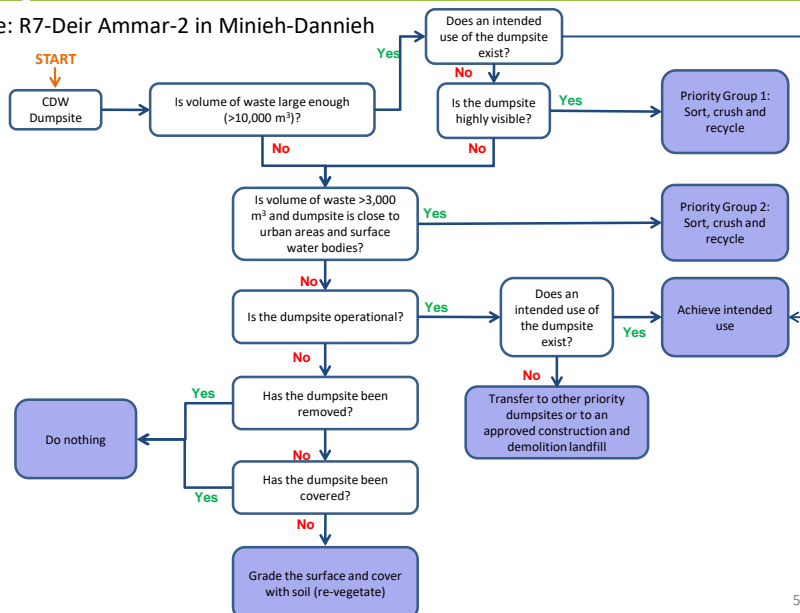 e: R7-Deir Ammar-2 in Minieh-Dannieh
START
CDW
Dumpsite
Is volume of waste large enough
(>10,000 m³)?
Yes
No
Does an intended
use of the dumpsite
exist?
No
Is the dumpsite
highly visible?
Yes
No
Priority Group 1:
Sort, crush and
recycle
Is volume of waste >3,000
m³ and dumpsite is close to
urban areas and surface
water bodies?
Yes
No
Priority Group 2:
Sort, crush and
recycle
Is the dumpsite operational?
Yes
No
Does an
intended use of
the dumpsite
exist?
Yes
No
Achieve intended
use
Transfer to other priority
dumpsites or to an
approved construction and
demolition landfill
Has the dumpsite been
removed?
Yes
No
Do nothing
Has the dumpsite been
covered?
Yes
No
Grade the surface and cover
with soil (re-vegetate)
5